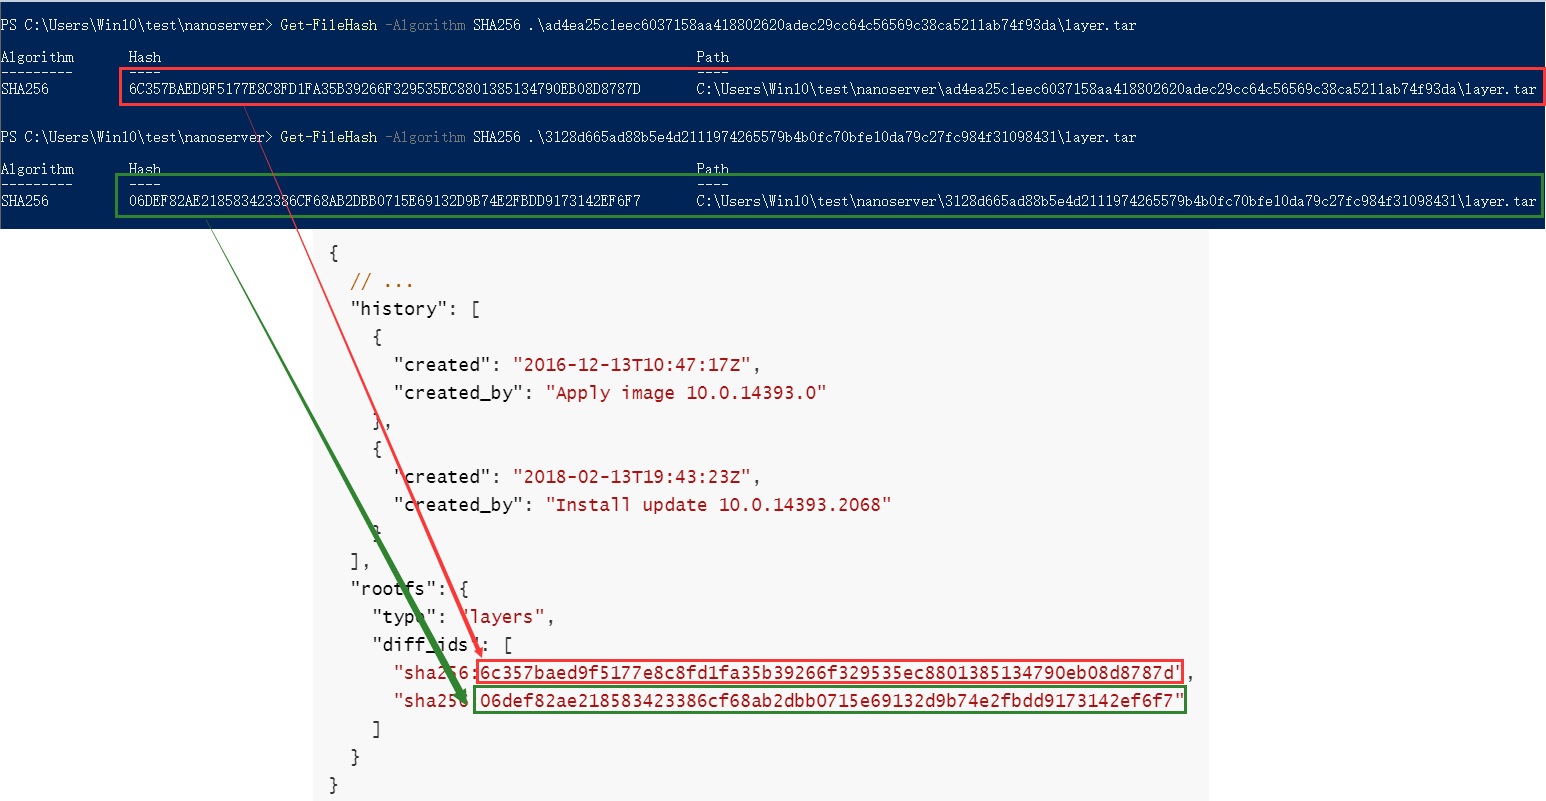 PS C:\Users\Win10\test\nanoserver> Get-FileHash -Algorithm SHA256 .\ad4ea25c1eec6037158aa418802620adec29cc64c56569c38ca5211ab74f93da\layer.tar
Algorithm Hash Path
--------- ---- ----
SHA256 6C357BAED9F5177E8C8FD1FA35B39266F329535EC8801385134790EB08D8787D C:\Users\Win10\test\nanoserver\ad4ea25c1eec6037158aa418802620adec29cc64c56569c38ca5211ab74f93da\layer.tar
PS C:\Users\Win10\test\nanoserver> Get-FileHash -Algorithm SHA256 .\3128d665ad88b5e4d2111974265579b4b0fc70bfe10da79c27fc984f31098431\layer.tar
Algorithm Hash Path
--------- ---- ----
SHA256 06DEF82AE218583423386CF68AB2DBB0715E69132D9B74E2FBDD9173142EF6F7 C:\Users\Win10\test\nanoserver\3128d665ad88b5e4d2111974265579b4b0fc70bfe10da79c27fc984f31098431\layer.tar
{
// ...
"history": [
{
"created": "2016-12-13T10:47:17Z",
"created_by": "Apply image 10.0.14393.0"
},
{
"created": "2018-02-13T19:43:23Z",
"created_by": "Install update 10.0.14393.2068"
}
],
"rootfs": {
"type": "layers",
"diff_ids": [
"sha256:6c357baed9f5177e8c8fd1fa35b39266f329535ec8801385134790eb08d8787d",
"sha256:06def82ae218583423386cf68ab2dbb0715e69132d9b74e2fbdd9173142ef6f7"
]
}
}